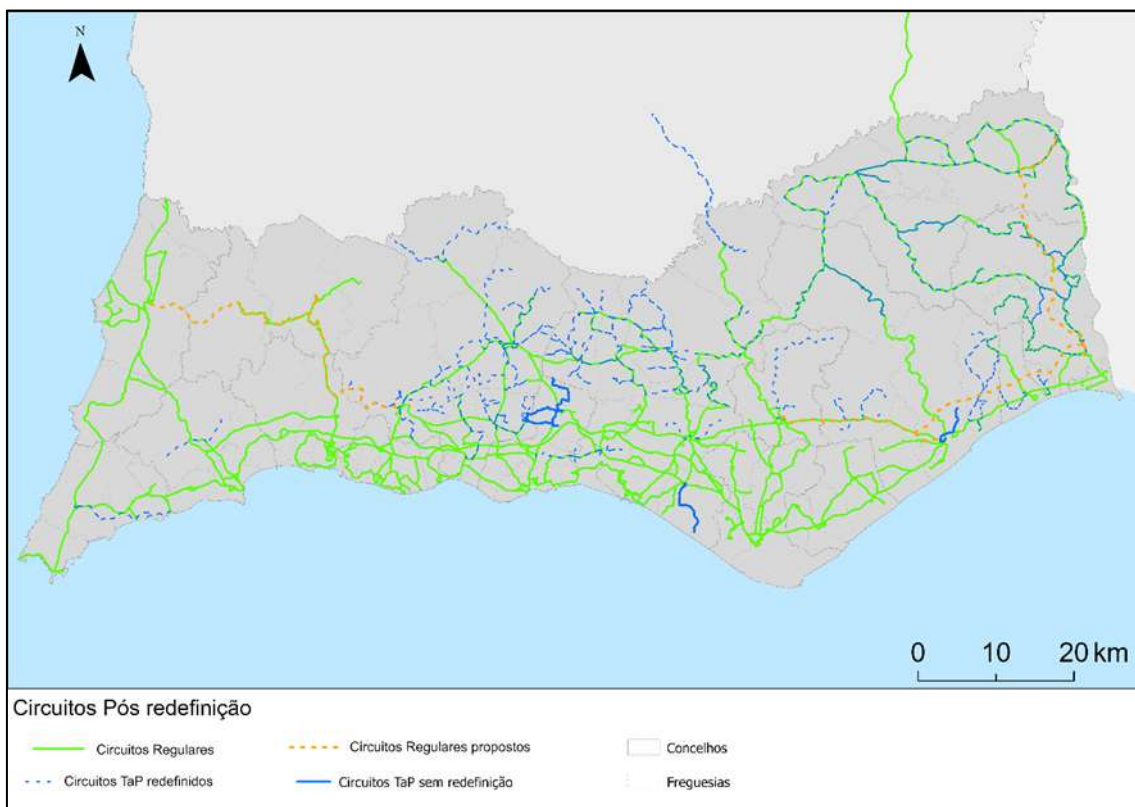 N
0 10 20 km
Circuitos Pós redefinição
Circuitos Regulares
Circuitos Regulares propostos
Concelhos
Circuitos TaP redefinidos
Circuitos TaP sem redefinição
Freguesias